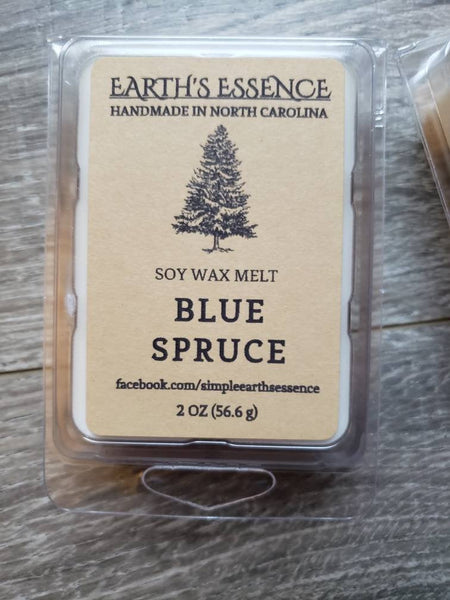 EARTH'S ESSENCE
HANDMADE IN NORTH CAROLINA
SOY WAX MELT
BLUE
SPRUCE
facebook.com/simpleearthsessence
2 OZ (56.6 g)